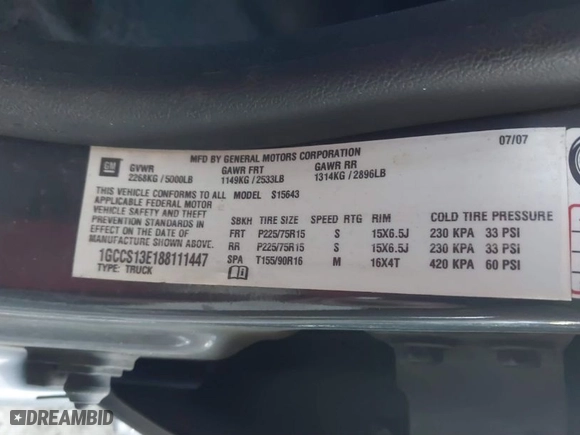 MFD BY GENERAL MOTORS CORPORATION 07/07
GM GVWR GAWR FRT GAWR RR
2268KG / 5000LB 1149KG / 2533LB 1314KG / 2896LB
THIS VEHICLE CONFORMS TO ALL MODEL S15643
APPLICABLE FEDERAL MOTOR
VEHICLE SAFETY AND THEFT
PREVENTION STANDARDS IN
EFFECT ON THE DATE OF
MANUFACTURE SHOWN ABOVE.
1GCCS13E188111447
TYPE: TRUCK
SBKH TIRE SIZE SPEED RTG RIM COLD TIRE PRESSURE
FRT P225/75R15 S 15X6.5J 230 KPA 33 PSI
RR P225/75R15 S 15X6.5J 230 KPA 33 PSI
SPA T155/90R16 M 16X4T 420 KPA 60 PSI
DREAMBID